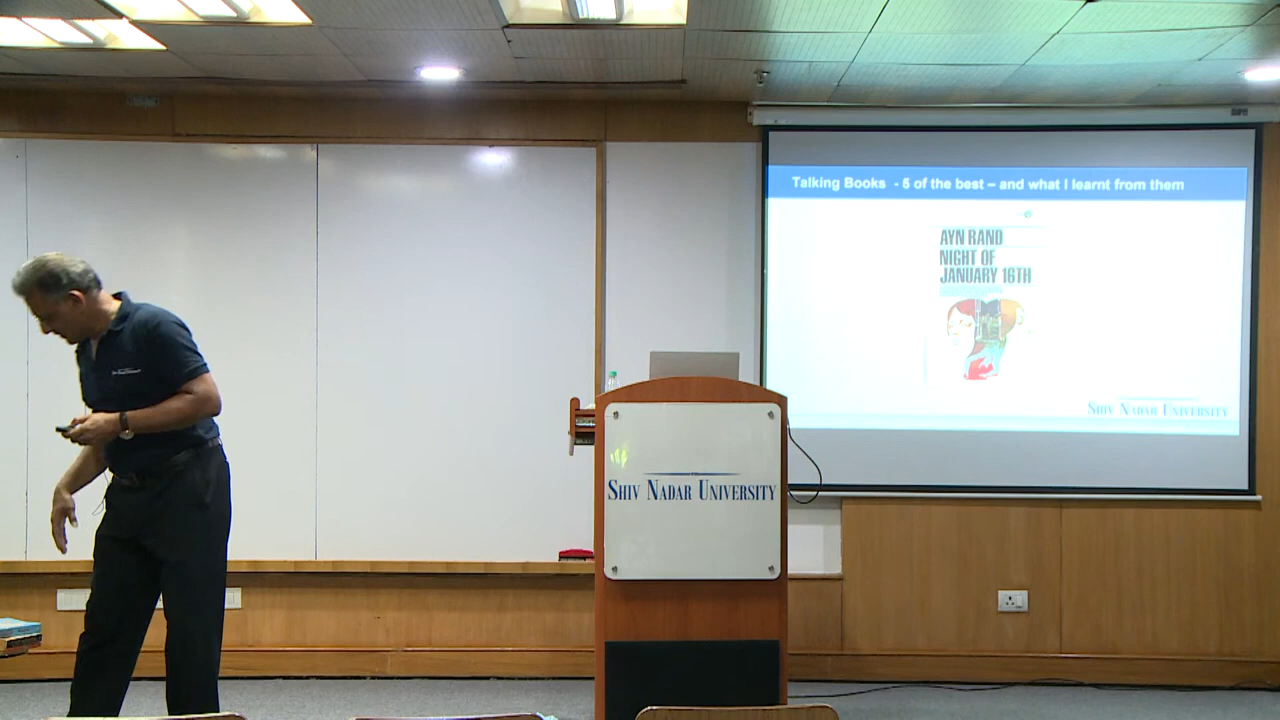 Talking Books - 5 of the best – and what I learnt from them
AYN RAND
NIGHT OF
JANUARY 16TH
SHIV NADAR UNIVERSITY
SHIV NADAR UNIVERSITY